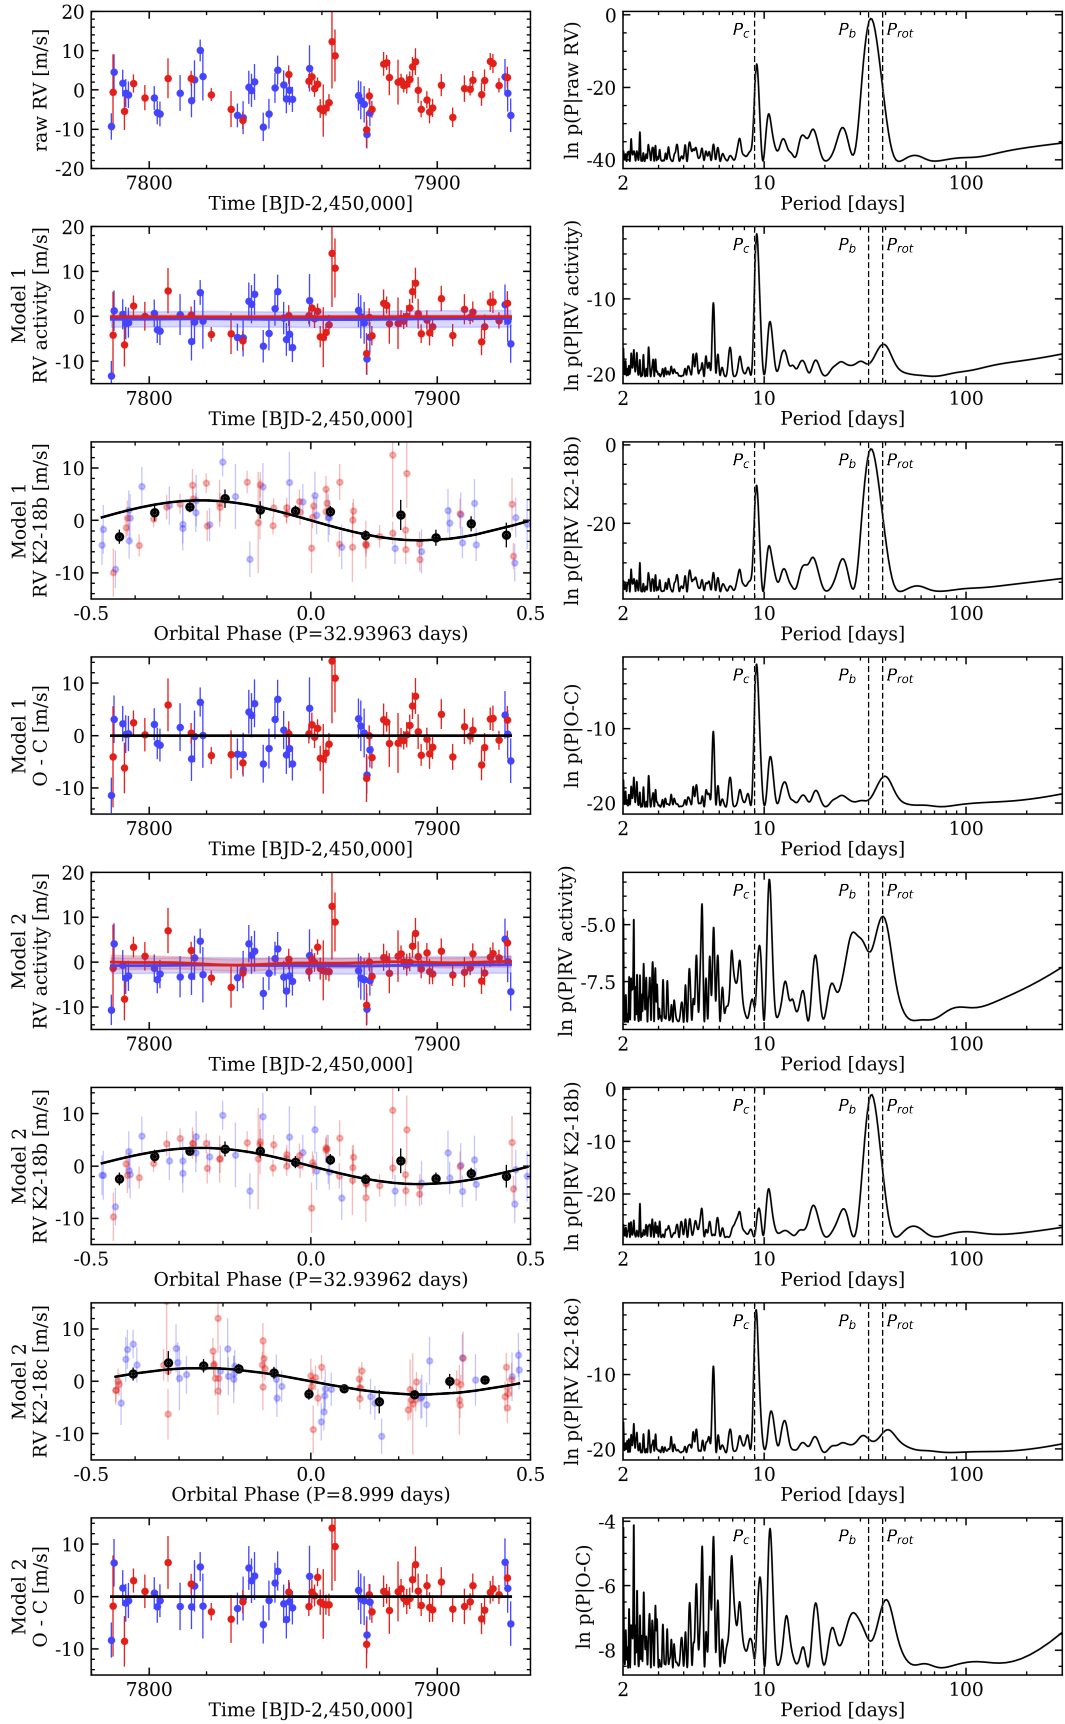 raw RV [m/s]
20
10
0
-10
20
7800
7900
Time [BJD-2,450,000]
ln p(P|raw RV)
0
-20
-40
P_c
P_b
P_rot
2
10
100
Period [days]
Model 1
RV activity [m/s]
20
10
0
-10
7800
7900
Time [BJD-2,450,000]
ln p(P|RV activity)
-10
-20
P_c
P_b
P_rot
2
10
100
Period [days]
Model 1
RV K2-18b [m/s]
10
0
-10
-0.5
0.0
0.5
Orbital Phase (P=32.93963 days)
ln p(P|RV K2-18b)
0
-20
P_c
P_b
P_rot
2
10
100
Period [days]
Model 1
O - C [m/s]
10
0
-10
7800
7900
Time [BJD-2,450,000]
ln p(P|O-C)
-10
-20
P_c
P_b
P_rot
2
10
100
Period [days]
Model 2
RV activity [m/s]
20
10
0
-10
7800
7900
Time [BJD-2,450,000]
ln p(P|RV activity)
-5.0
-7.5
P_c
P_b
P_rot
2
10
100
Period [days]
Model 2
RV K2-18b [m/s]
10
0
-10
-0.5
0.0
0.5
Orbital Phase (P=32.93962 days)
ln p(P|RV K2-18b)
0
-10
-20
P_c
P_b
P_rot
2
10
100
Period [days]
Model 2
RV K2-18c [m/s]
10
0
-10
-0.5
0.0
0.5
Orbital Phase (P=8.999 days)
ln p(P|RV K2-18c)
-10
-20
P_c
P_b
P_rot
2
10
100
Period [days]
Model 2
O - C [m/s]
10
0
-10
7800
7900
Time [BJD-2,450,000]
ln p(P|O-C)
-4
-6
-8
P_c
P_b
P_rot
2
10
100
Period [days]